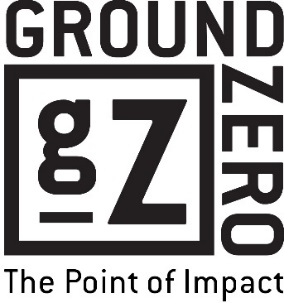 GROUND
ZERO
gZ
The Point of Impact